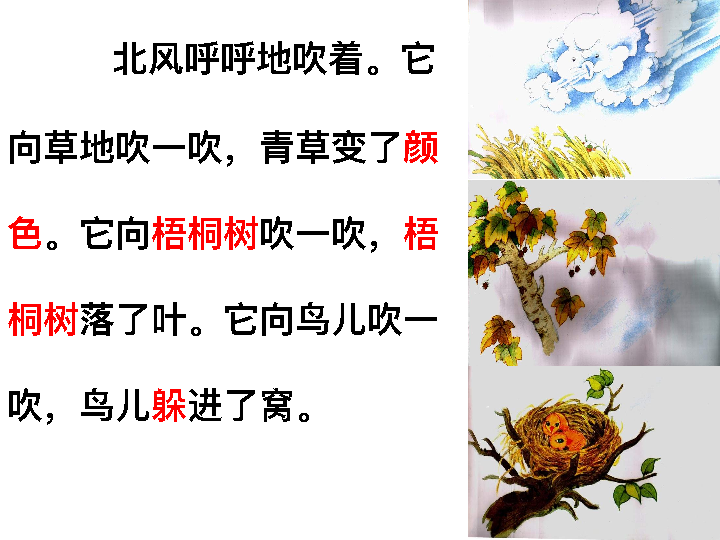 北风呼呼地吹着。它
向草地吹一吹，青草变了颜
色。它向梧桐树吹一吹，梧
桐树落了叶。它向鸟儿吹一
吹，鸟儿躲进了窝。